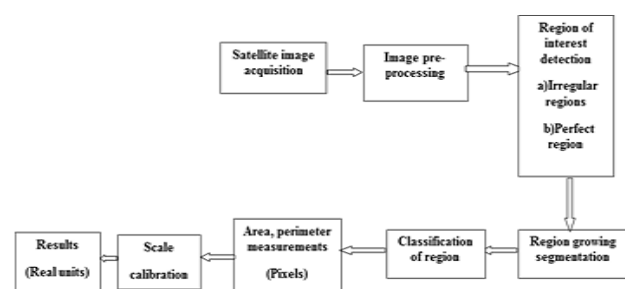 Satellite image
acquisition
Image pre-
processing
Region of
interest
detection
a)Irregular
regions
b)Perfect
region
Region growing
segmentation
Classification
of region
Area, perimeter
measurements
(Pixels)
Scale
calibration
Results
(Real units)